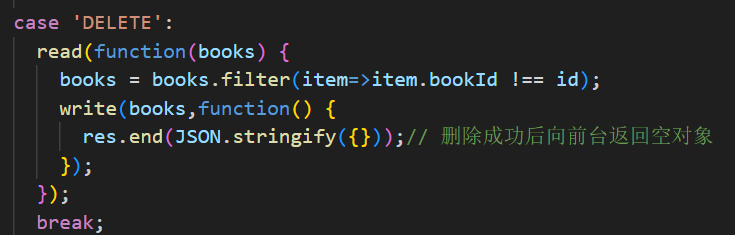 case 'DELETE':
  read(function(books) {
    books = books.filter(item=>item.bookId !== id);
    write(books,function() {
      res.end(JSON.stringify({}));// 删除成功后向前台返回空对象
    });
  });
  break;